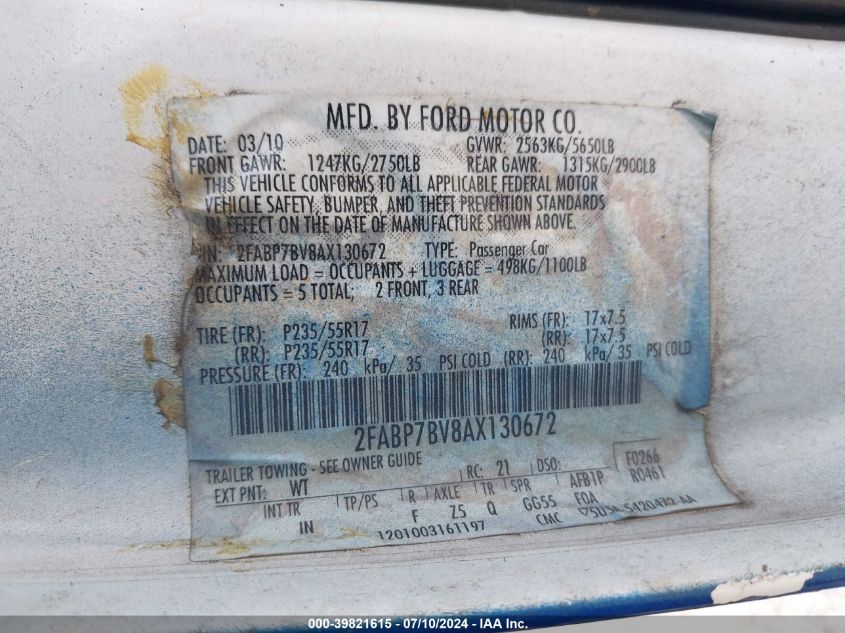 MFD. BY FORD MOTOR CO.
DATE: 03/10 GVWR: 2563KG/5650LB
FRONT GAWR: 1247KG/2750LB REAR GAWR: 1315KG/2900LB
THIS VEHICLE CONFORMS TO ALL APPLICABLE FEDERAL MOTOR
VEHICLE SAFETY, BUMPER, AND THEFT PREVENTION STANDARDS
IN EFFECT ON THE DATE OF MANUFACTURE SHOWN ABOVE.
VIN: 2FABP7BV8AX130672 TYPE: Passenger Car
MAXIMUM LOAD = OCCUPANTS + LUGGAGE = 498KG/1100LB
OCCUPANTS = 5 TOTAL, 2 FRONT, 3 REAR
TIRE (FR): P235/55R17 RIMS (FR): 17x7.5
(RR): P235/55R17 (RR): 17x7.5
PRESSURE (FR): 240 kPa/ 35 PSI COLD (RR): 240 kPa/ 35 PSI COLD
2FABP7BV8AX130672
TRAILER TOWING - SEE OWNER GUIDE
EXT PNT: WT RC: 21 DSO: F0266
R0461
INT TR TP/PS R AXLE TR SPR AFB1P
IN F Z5 Q GG55 FOA
1201003161197 CMC
000-39821615 - 07/10/2024 - IAA Inc.